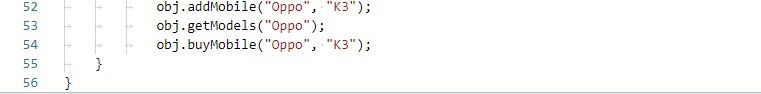 52 obj.addMobile("Oppo", "K3");
53 obj.getModels("Oppo");
54 obj.buyMobile("Oppo", "K3");
55 }
56 }